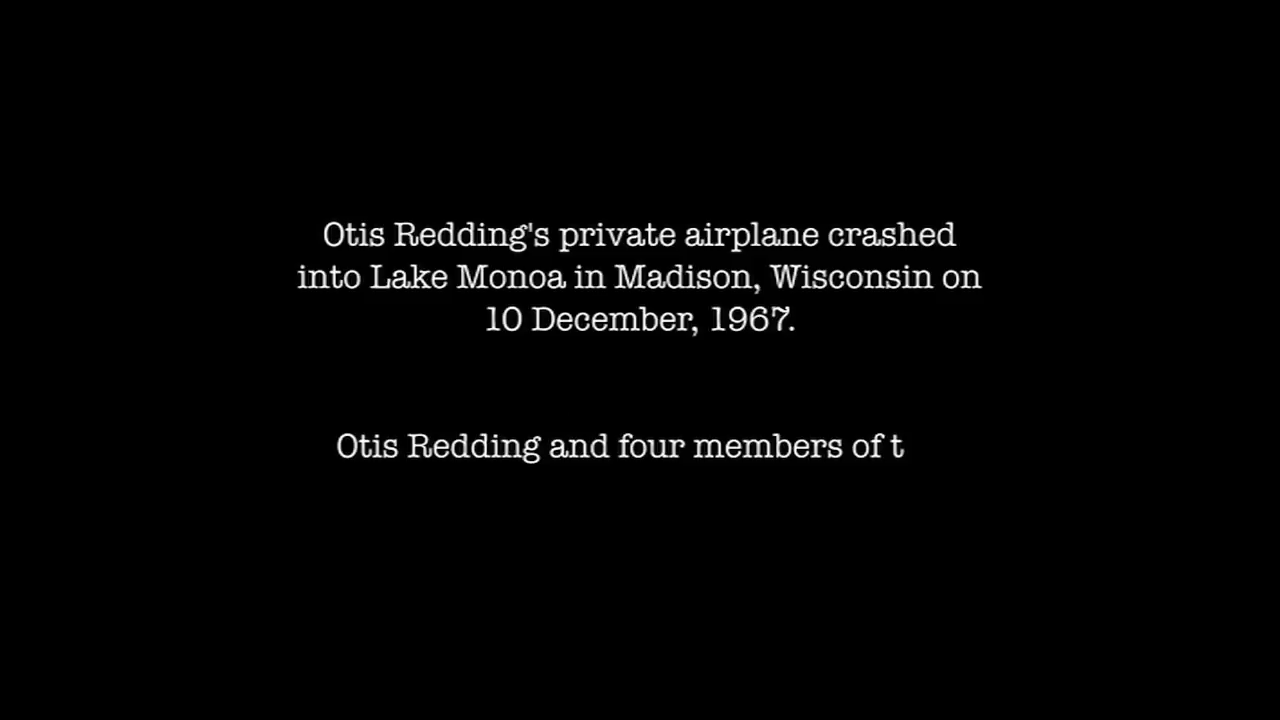 Otis Redding's private airplane crashed
into Lake Monoa in Madison, Wisconsin on
10 December, 1967.
Otis Redding and four members of t